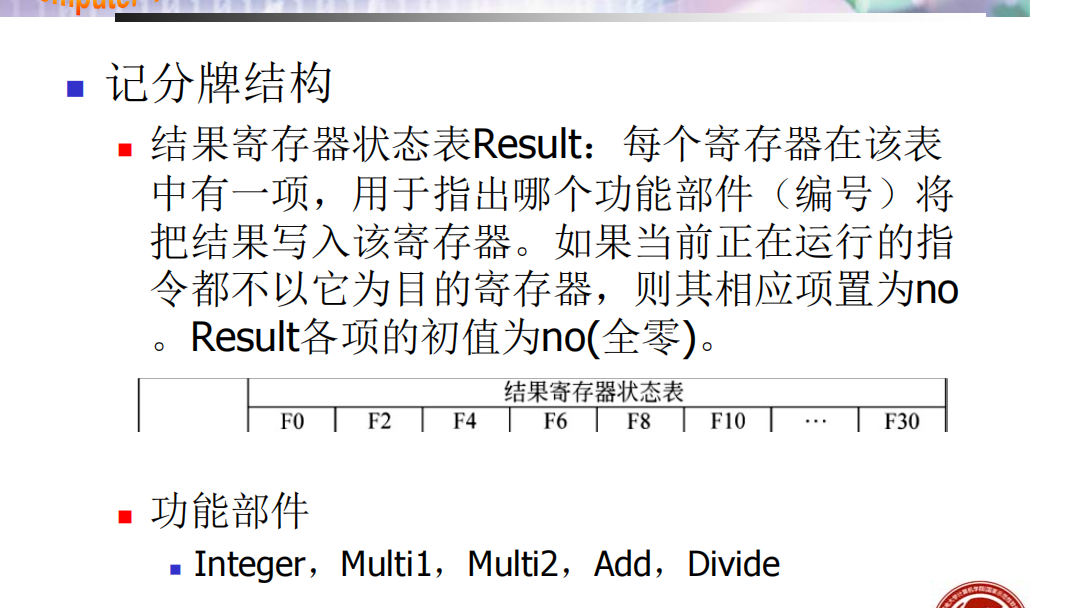 记分牌结构
结果寄存器状态表Result：每个寄存器在该表
中有一项，用于指出哪个功能部件（编号）将
把结果写入该寄存器。如果当前正在运行的指
令都不以它为目的寄存器，则其相应项置为no
。Result各项的初值为no(全零)。
结果寄存器状态表
F0 F2 F4 F6 F8 F10 … F30
功能部件
Integer，Multi1，Multi2，Add，Divide